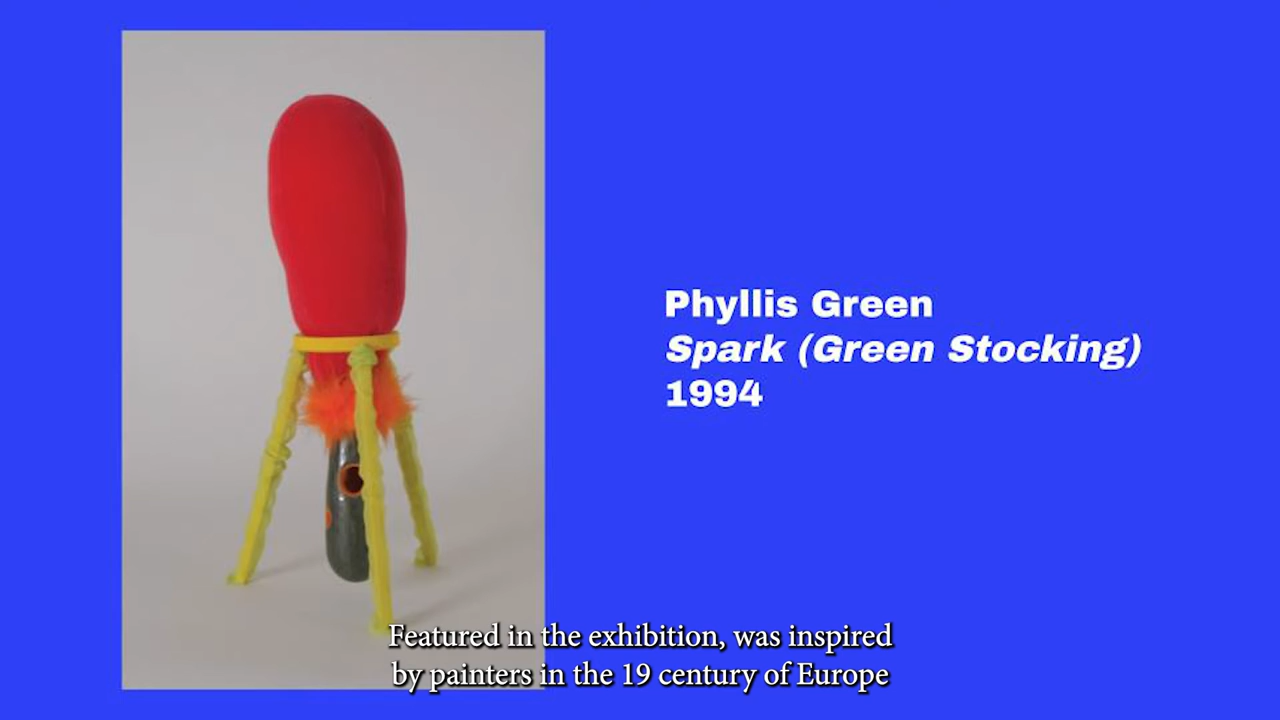 Phyllis Green
Spark (Green Stocking)
1994
Featured in the exhibition, was inspired
by painters in the 19 century of Europe